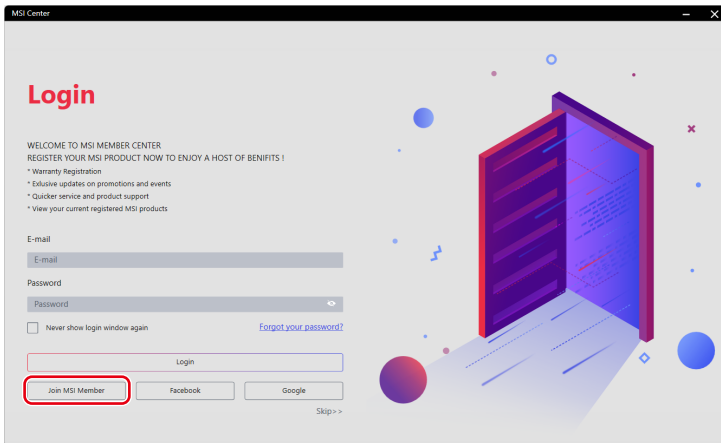 MSI Center
Login
WELCOME TO MSI MEMBER CENTER
REGISTER YOUR MSI PRODUCT NOW TO ENJOY A HOST OF BENIFITS !
* Warranty Registration
* Exlusive updates on promotions and events
* Quicker service and product support
* View your current registered MSI products
E-mail
E-mail
Password
Password
Never show login window again Forgot your password?
Login
Join MSI Member Facebook Google
Skip>>